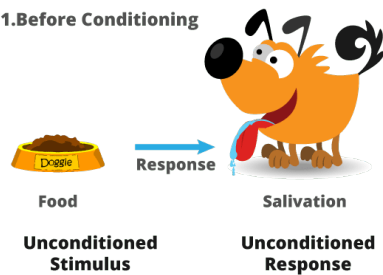 1.Before Conditioning
Doggie
Response
Food
Salivation
Unconditioned
Stimulus
Unconditioned
Response